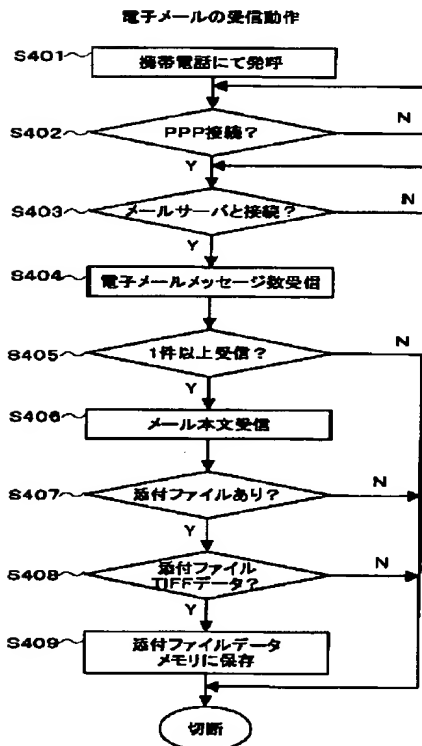 電子メールの受信動作
S401
携帯電話にて発呼
S402
PPP接続？
N
Y
S403
メールサーバと接続？
N
Y
S404
電子メールメッセージ数受信
S405
1件以上受信？
N
Y
S406
メール本文受信
S407
添付ファイルあり？
N
Y
S408
添付ファイル
TIFFデータ？
N
Y
S409
添付ファイルデータ
メモリに保存
切断